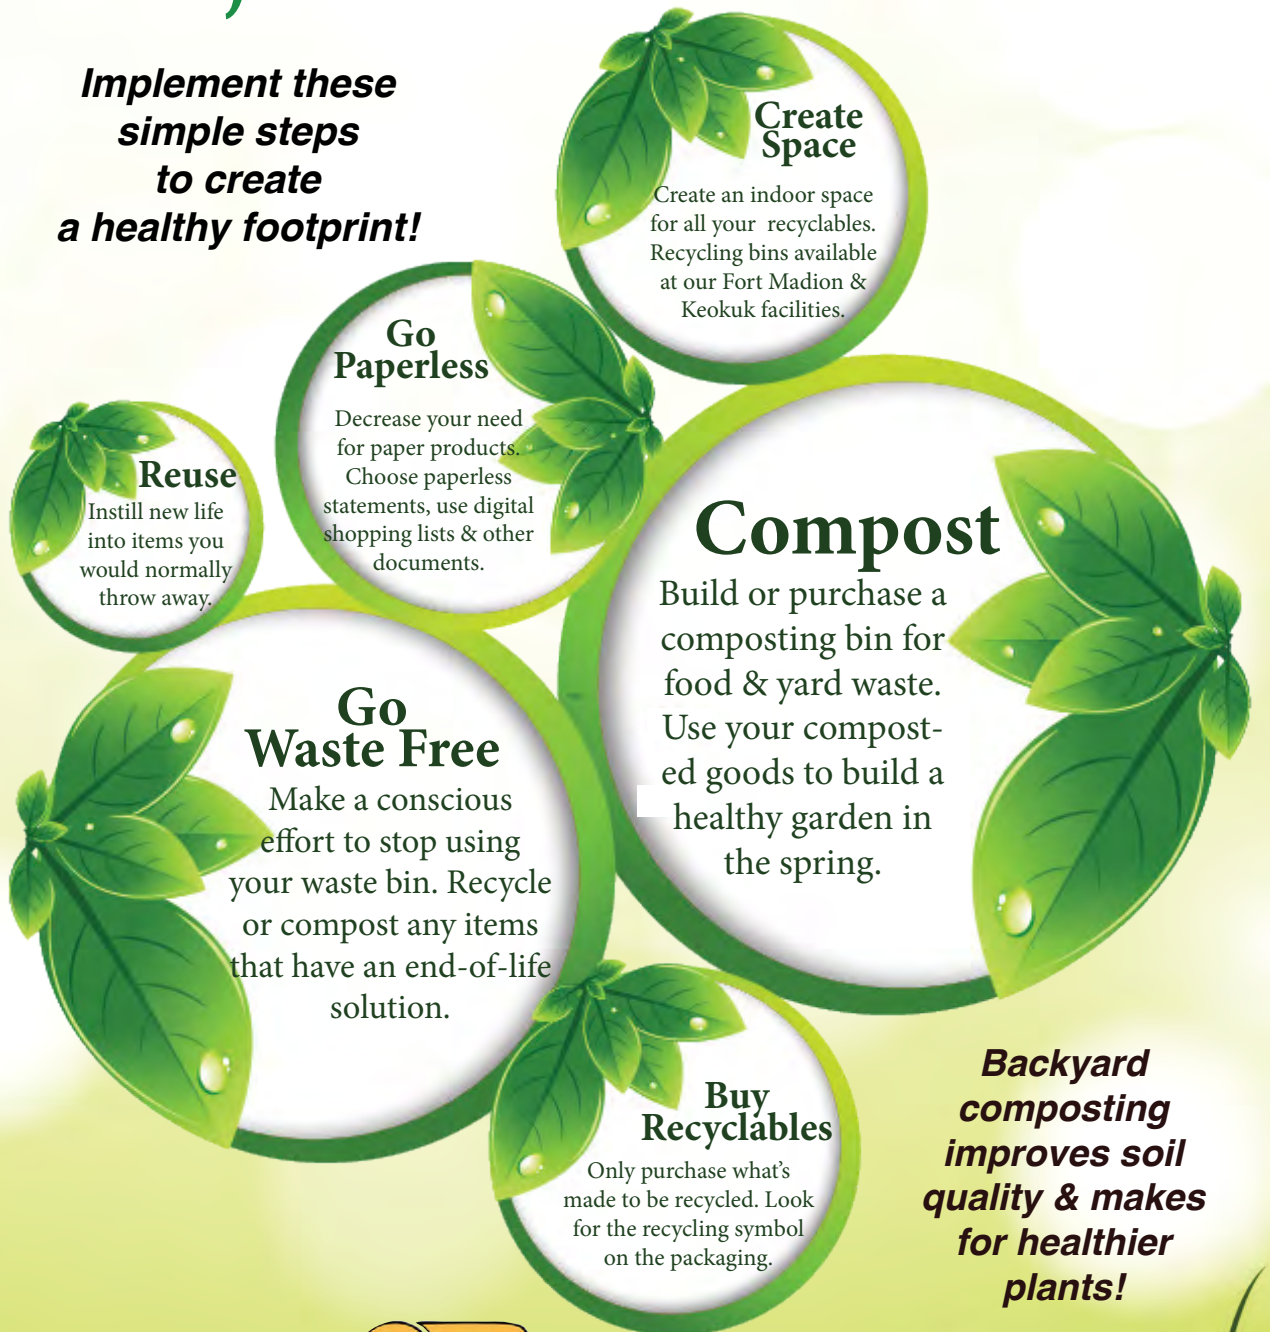 Implement these
simple steps
to create
a healthy footprint!
Create
Space
Create an indoor space
for all your recyclables.
Recycling bins available
at our Fort Madion &
Keokuk facilities.
Go
Paperless
Decrease your need
for paper products.
Choose paperless
statements, use digital
shopping lists & other
documents.
Reuse
Instill new life
into items you
would normally
throw away.
Compost
Build or purchase a
composting bin for
food & yard waste.
Use your compost-
ed goods to build a
healthy garden in
the spring.
Go
Waste Free
Make a conscious
effort to stop using
your waste bin. Recycle
or compost any items
that have an end-of-life
solution.
Buy
Recyclables
Only purchase what's
made to be recycled. Look
for the recycling symbol
on the packaging.
Backyard
composting
improves soil
quality & makes
for healthier
plants!